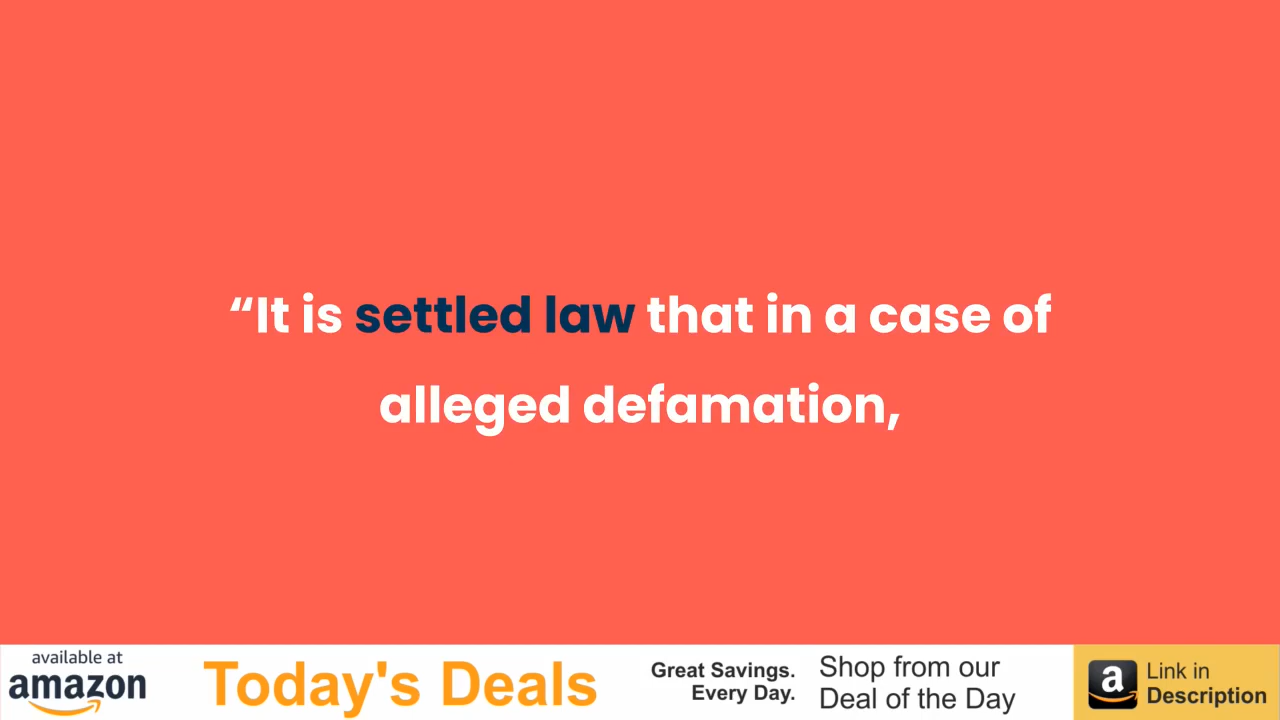 “It is settled law that in a case of
alleged defamation,
available at
amazon
Today's Deals
Great Savings.
Every Day.
Shop from our
Deal of the Day
a
Link in
Description